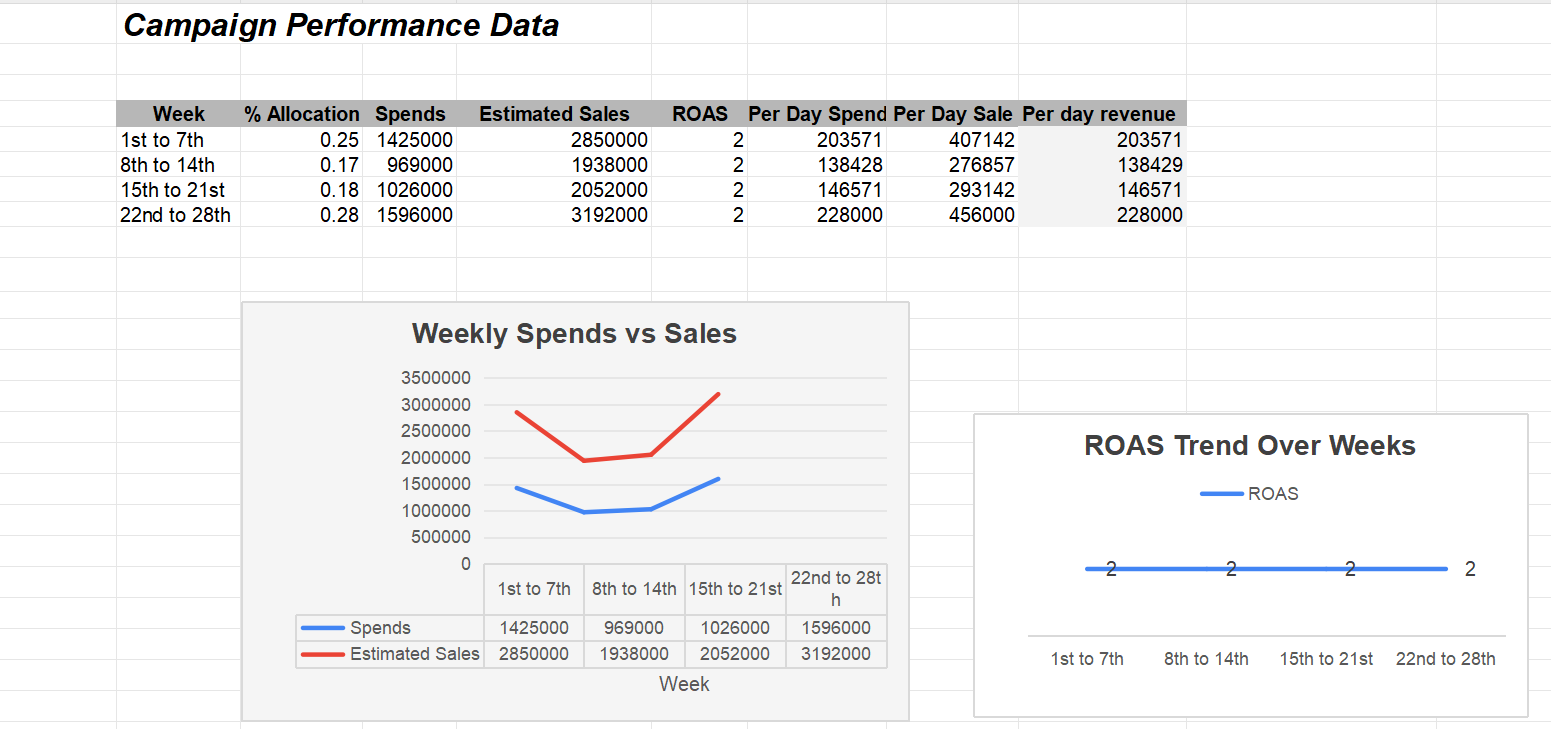 Campaign Performance Data
Week % Allocation Spends Estimated Sales ROAS Per Day Spend Per Day Sale Per day revenue
1st to 7th 0.25 1425000 2850000 2 203571 407142 203571
8th to 14th 0.17 969000 1938000 2 138428 276857 138429
15th to 21st 0.18 1026000 2052000 2 146571 293142 146571
22nd to 28th 0.28 1596000 3192000 2 228000 456000 228000
Weekly Spends vs Sales
3500000
3000000
2500000
2000000
1500000
1000000
500000
0
1st to 7th 8th to 14th 15th to 21st 22nd to 28t
h
Spends 1425000 969000 1026000 1596000
Estimated Sales 2850000 1938000 2052000 3192000
Week
ROAS Trend Over Weeks
ROAS
2 2 2 2
1st to 7th 8th to 14th 15th to 21st 22nd to 28th